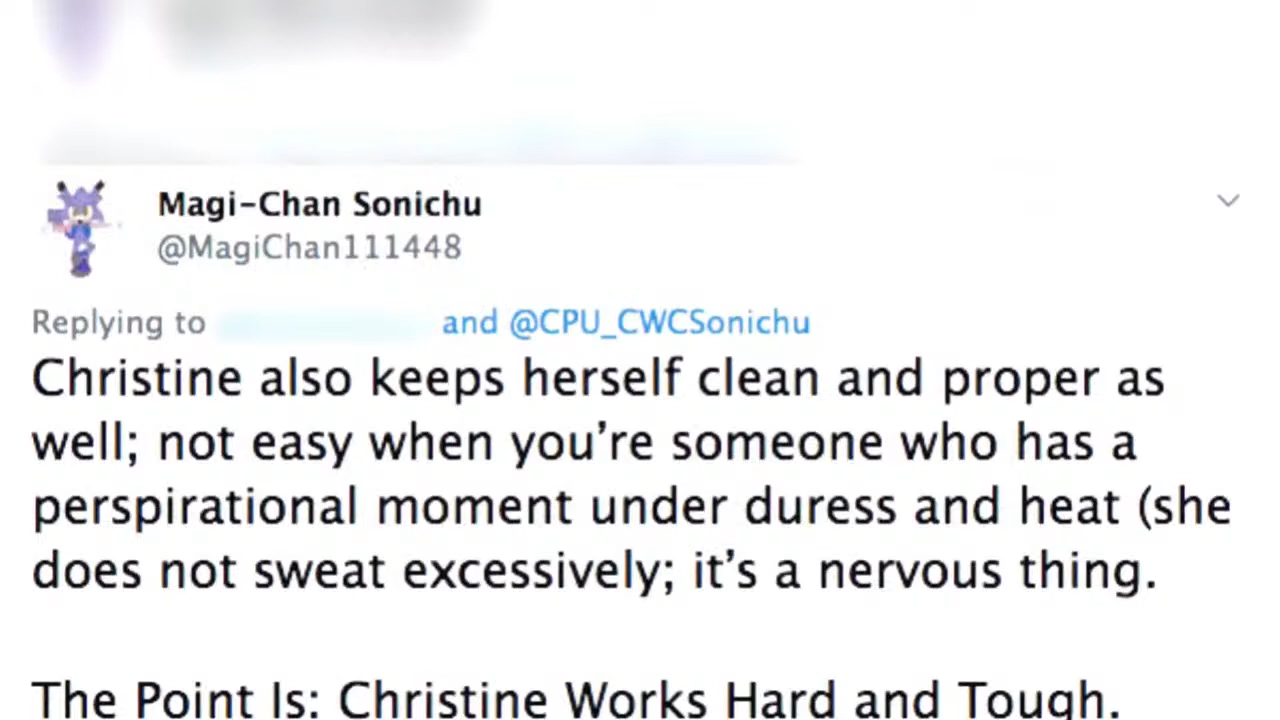 Magi-Chan Sonichu
@MagiChan111448
Replying to and @CPU_CWCSonichu
Christine also keeps herself clean and proper as
well; not easy when you’re someone who has a
perspirational moment under duress and heat (she
does not sweat excessively; it’s a nervous thing.
The Point Is: Christine Works Hard and Tough.